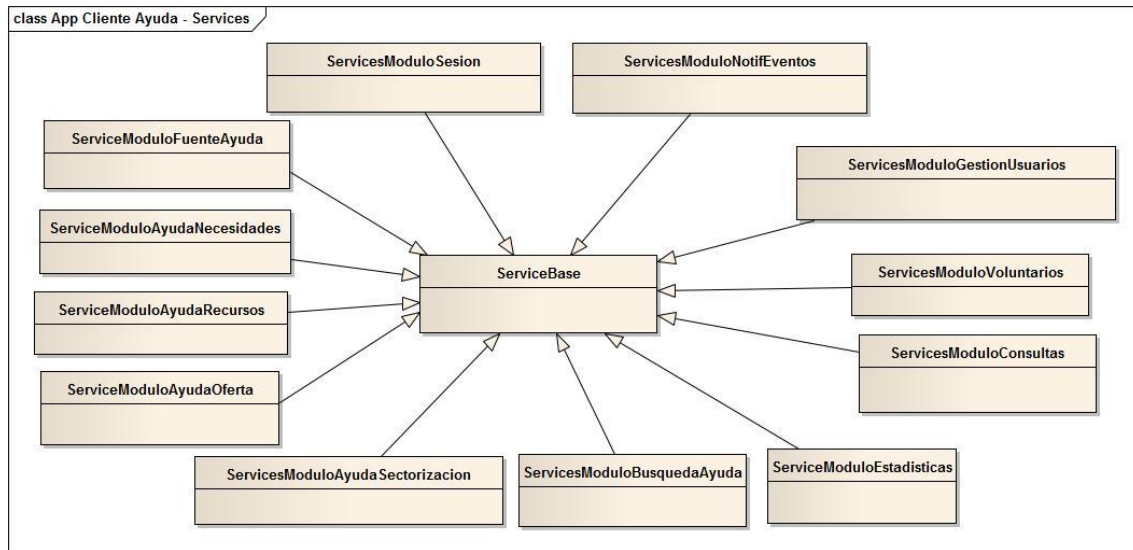 class App Cliente Ayuda - Services
ServicesModuloSesion
ServicesModuloNotifEventos
ServiceModuloFuenteAyuda
ServicesModuloGestionUsuarios
ServiceModuloAyudaNecesidades
ServiceBase
ServicesModuloVoluntarios
ServiceModuloAyudaRecursos
ServicesModuloConsultas
ServiceModuloAyudaOferta
ServicesModuloAyudaSectorizacion
ServicesModuloBusquedaAyuda
ServiceModuloEstadisticas